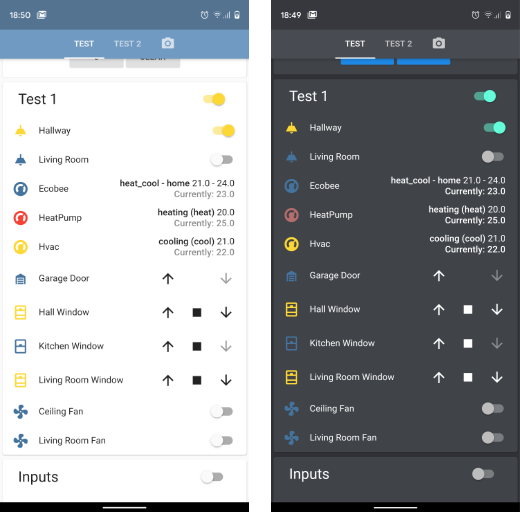 18:50
TEST TEST 2
Test 1
Hallway
Living Room
Ecobee heat_cool - home 21.0 - 24.0
Currently: 23.0
HeatPump heating (heat) 20.0
Currently: 25.0
Hvac cooling (cool) 21.0
Currently: 22.0
Garage Door
Hall Window
Kitchen Window
Living Room Window
Ceiling Fan
Living Room Fan
Inputs
18:49
TEST TEST 2
Test 1
Hallway
Living Room
Ecobee heat_cool - home 21.0 - 24.0
Currently: 23.0
HeatPump heating (heat) 20.0
Currently: 25.0
Hvac cooling (cool) 21.0
Currently: 22.0
Garage Door
Hall Window
Kitchen Window
Living Room Window
Ceiling Fan
Living Room Fan
Inputs